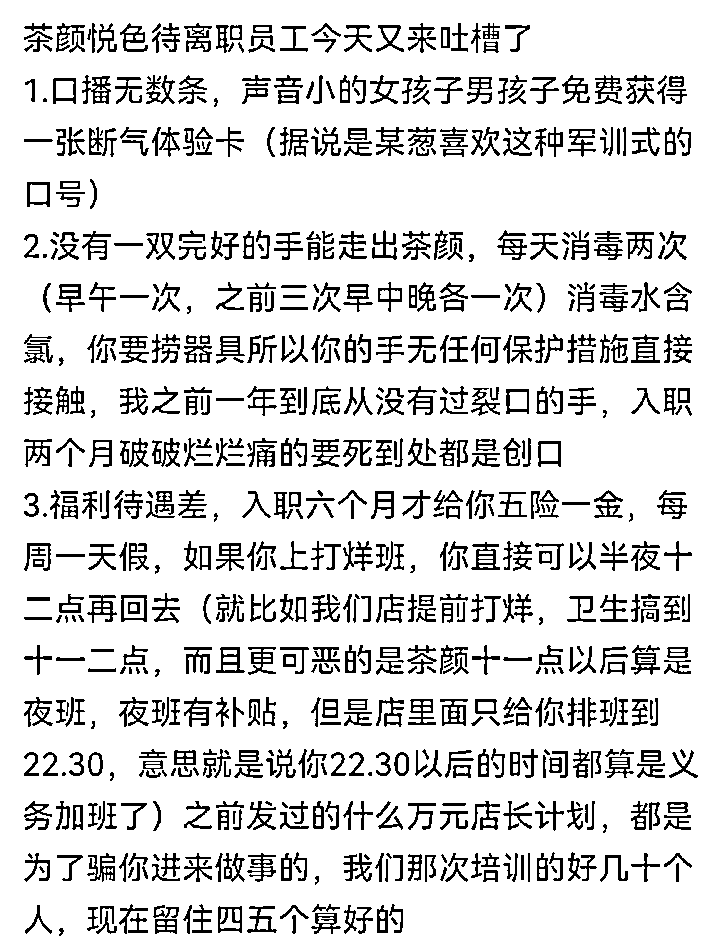 茶颜悦色待离职员工今天又来吐槽了
1.口播无数条，声音小的女孩子男孩子免费获得
一张断气体验卡（据说是某葱喜欢这种军训式的
口号）
2.没有一双完好的手能走出茶颜，每天消毒两次
（早午一次，之前三次早中晚各一次）消毒水含
氯，你要捞器具所以你的手无任何保护措施直接
接触，我之前一年到底从没有过裂口的手，入职
两个月破破烂烂痛的要死到处都是创口
3.福利待遇差，入职六个月才给你五险一金，每
周一天假，如果你上打烊班，你直接可以半夜十
二点再回去（就比如我们店提前打烊，卫生搞到
十一二点，而且更可恶的是茶颜十一点以后算是
夜班，夜班有补贴，但是店里面只给你排班到
22.30，意思就是说你22.30以后的时间都算是义
务加班了）之前发过的什么万元店长计划，都是
为了骗你进来做事的，我们那次培训的好几十个
人，现在留住四五个算好的